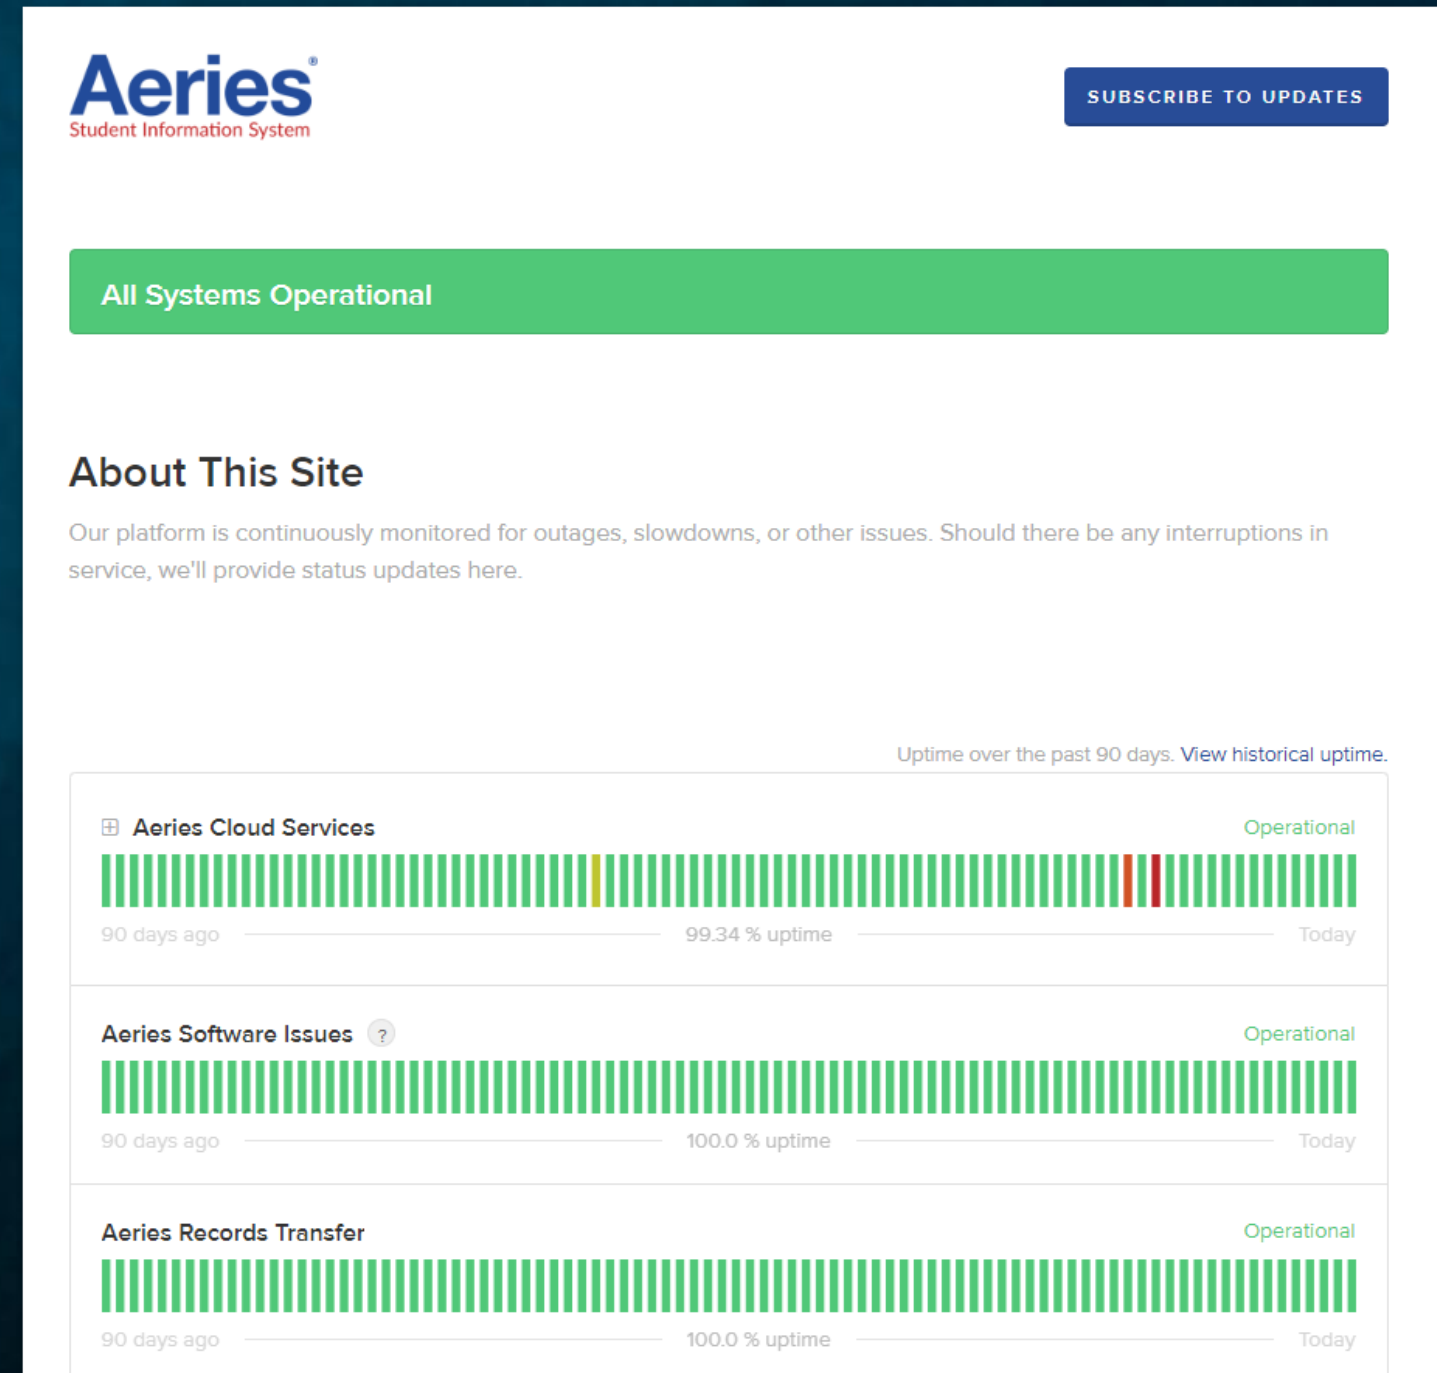 Aeries®
Student Information System
SUBSCRIBE TO UPDATES
All Systems Operational
About This Site
Our platform is continuously monitored for outages, slowdowns, or other issues. Should there be any interruptions in
service, we'll provide status updates here.
Uptime over the past 90 days. View historical uptime.
Aeries Cloud Services Operational
90 days ago 99.34 % uptime Today
Aeries Software Issues ? Operational
90 days ago 100.0 % uptime Today
Aeries Records Transfer Operational
90 days ago 100.0 % uptime Today